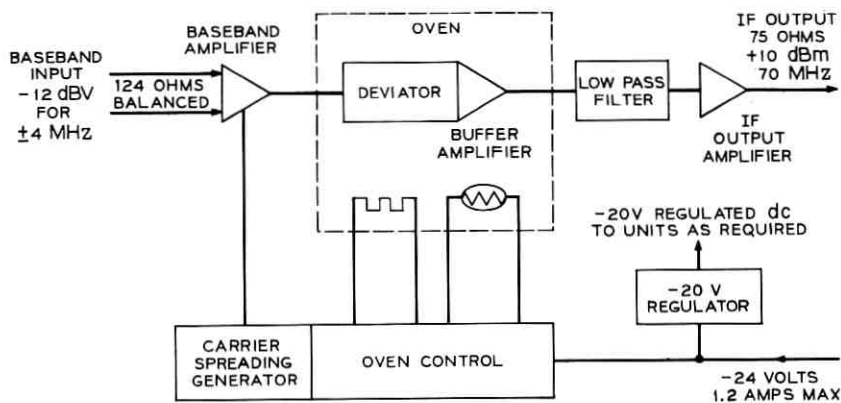 BASEBAND
INPUT
-12 dBV
FOR
±4 MHz
124 OHMS
BALANCED
BASEBAND
AMPLIFIER
OVEN
DEVIATOR
BUFFER
AMPLIFIER
LOW PASS
FILTER
IF OUTPUT
75 OHMS
+10 dBm
70 MHz
IF
OUTPUT
AMPLIFIER
-20V REGULATED dc
TO UNITS AS REQUIRED
-20 V
REGULATOR
CARRIER
SPREADING
GENERATOR
OVEN CONTROL
-24 VOLTS
1.2 AMPS MAX